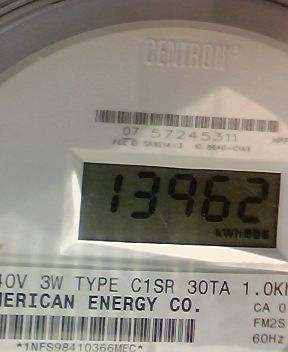 CENTRON®
07 57245311
13962
kWh
40V 3W TYPE C1SR 30TA 1.0K
MERICAN ENERGY CO.
CA 0
FM2S
60Hz
*1NFS98410366MEC*